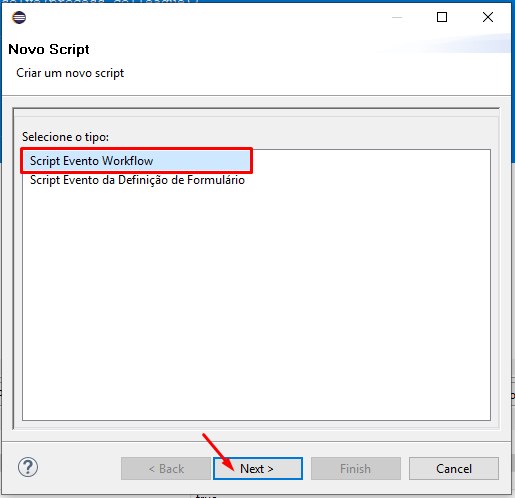 Novo Script
Criar um novo script
Selecione o tipo:
Script Evento Workflow
Script Evento da Definição de Formulário
?
< Back
Next >
Finish
Cancel